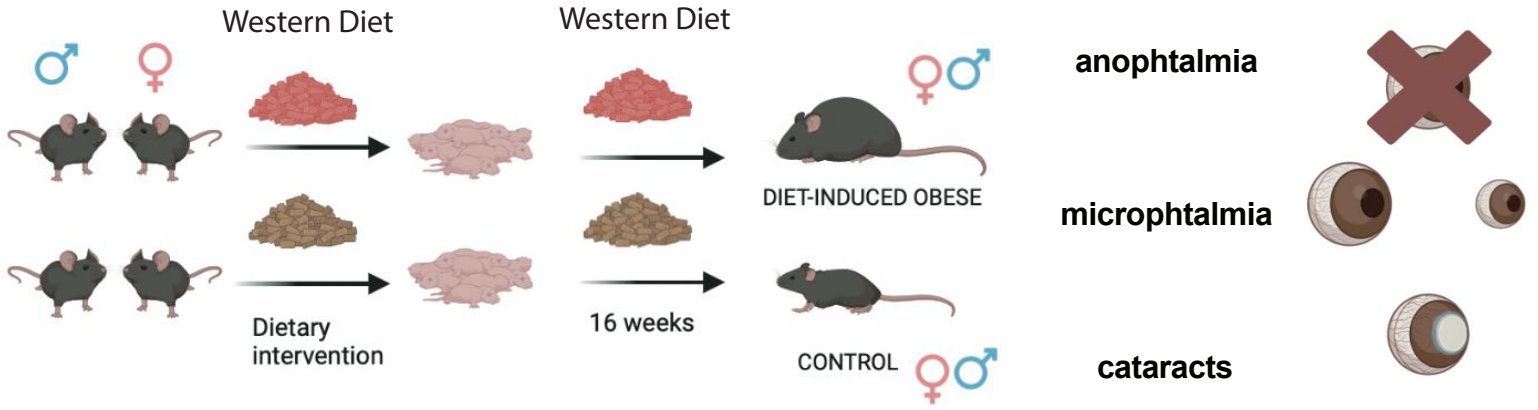 Western Diet
Western Diet
DIET-INDUCED OBESE
Dietary
intervention
16 weeks
CONTROL
anophtalmia
microphtalmia
cataracts